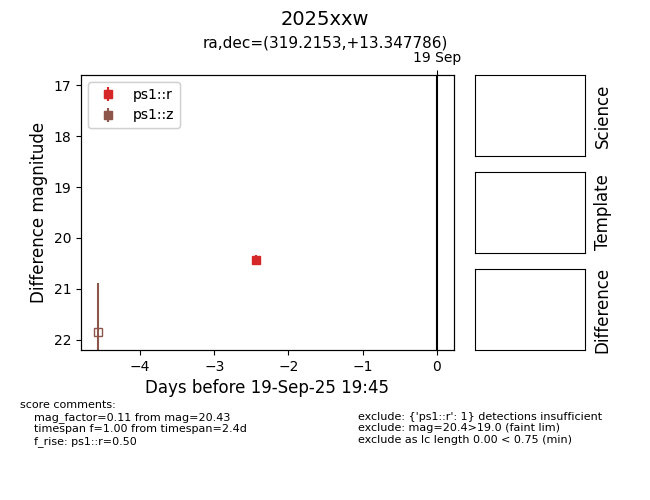 2025xxw
ra,dec=(319.2153,+13.347786)
19 Sep
ps1::r
ps1::z
17
18
19
20
21
22
Difference magnitude
−4
−3
−2
−1
0
Days before 19-Sep-25 19:45
Science
Template
Difference
score comments:
mag_factor=0.11 from mag=20.43
timespan f=1.00 from timespan=2.4d
f_rise: ps1::r=0.50
exclude: {'ps1::r': 1} detections insufficient
exclude: mag=20.4>19.0 (faint lim)
exclude as lc length 0.00 < 0.75 (min)